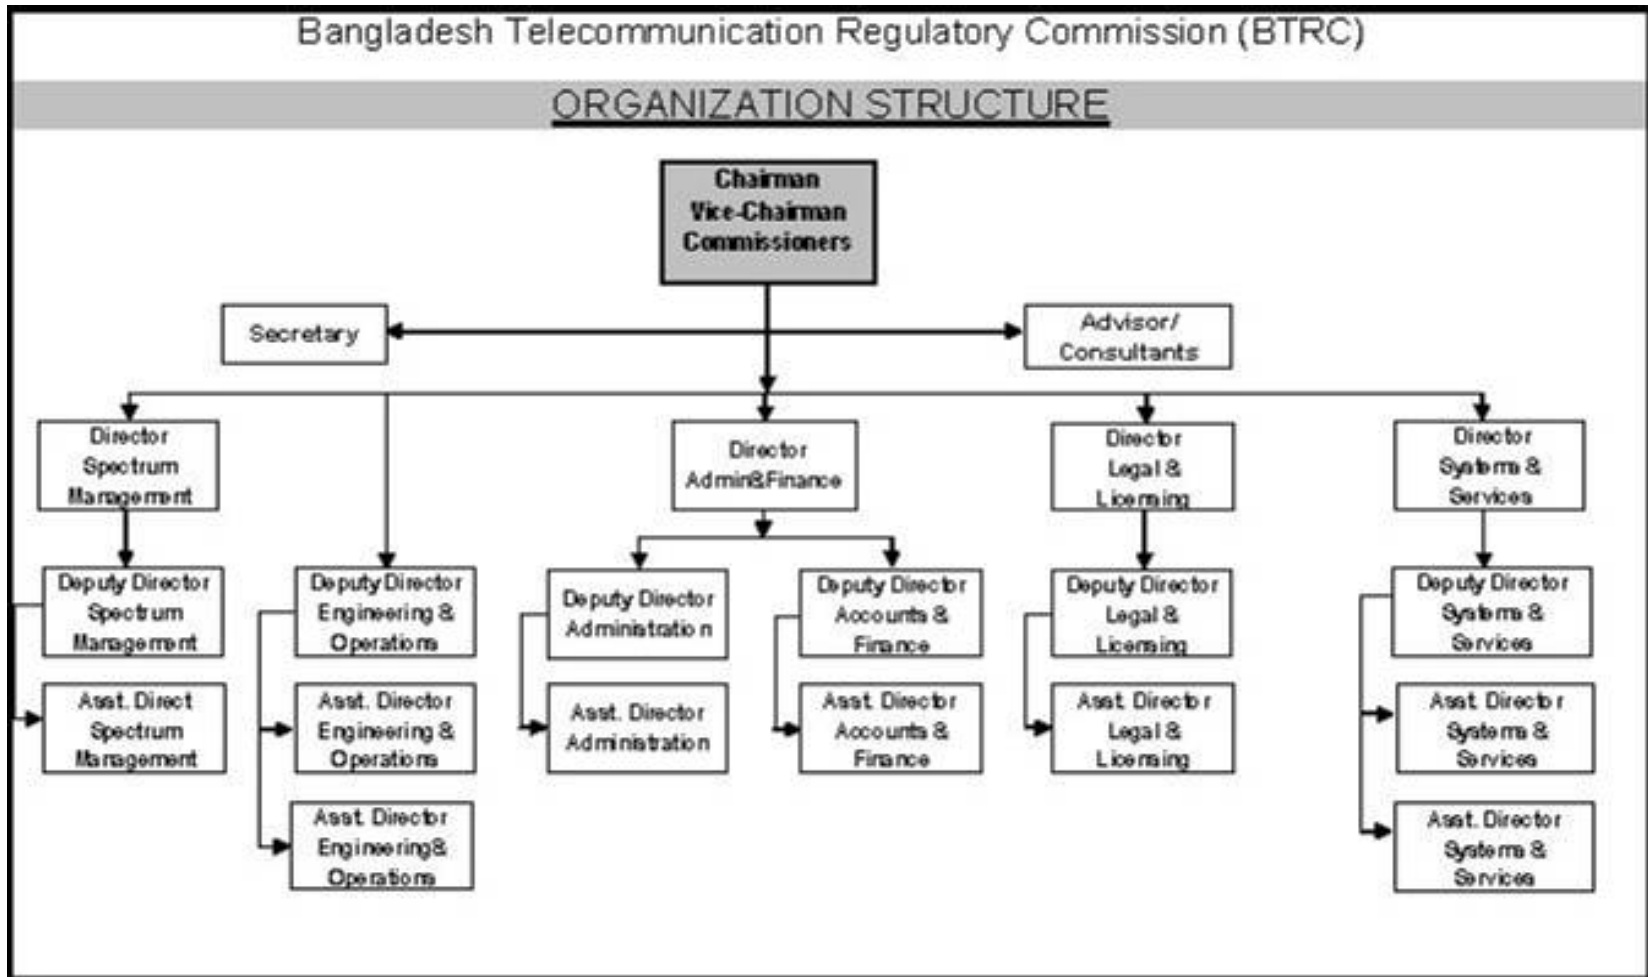 Bangladesh Telecommunication Regulatory Commission (BTRC)
ORGANIZATION STRUCTURE
Chairman
Vice-Chairman
Commissioners
Secretary
Advisor/
Consultants
Director
Spectrum
Management
Director
Admin&Finance
Director
Legal &
Licensing
Director
Systems &
Services
Deputy Director
Spectrum
Management
Deputy Director
Engineering &
Operations
Deputy Director
Administration
Deputy Director
Accounts &
Finance
Deputy Director
Legal &
Licensing
Deputy Director
Systems &
Services
Asst. Direct
Spectrum
Management
Asst. Director
Engineering &
Operations
Asst. Director
Administration
Asst. Director
Accounts &
Finance
Asst. Director
Legal &
Licensing
Asst. Director
Systems &
Services
Asst. Director
Engineering&
Operations
Asst. Director
Systems &
Services